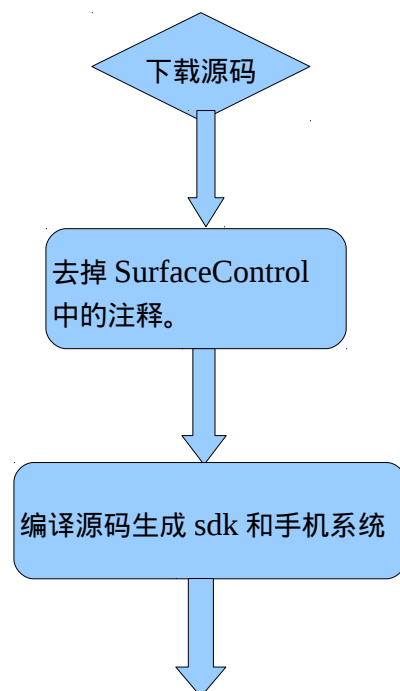 下载源码
去掉 SurfaceControl
中的注释。
编译源码生成 sdk 和手机系统